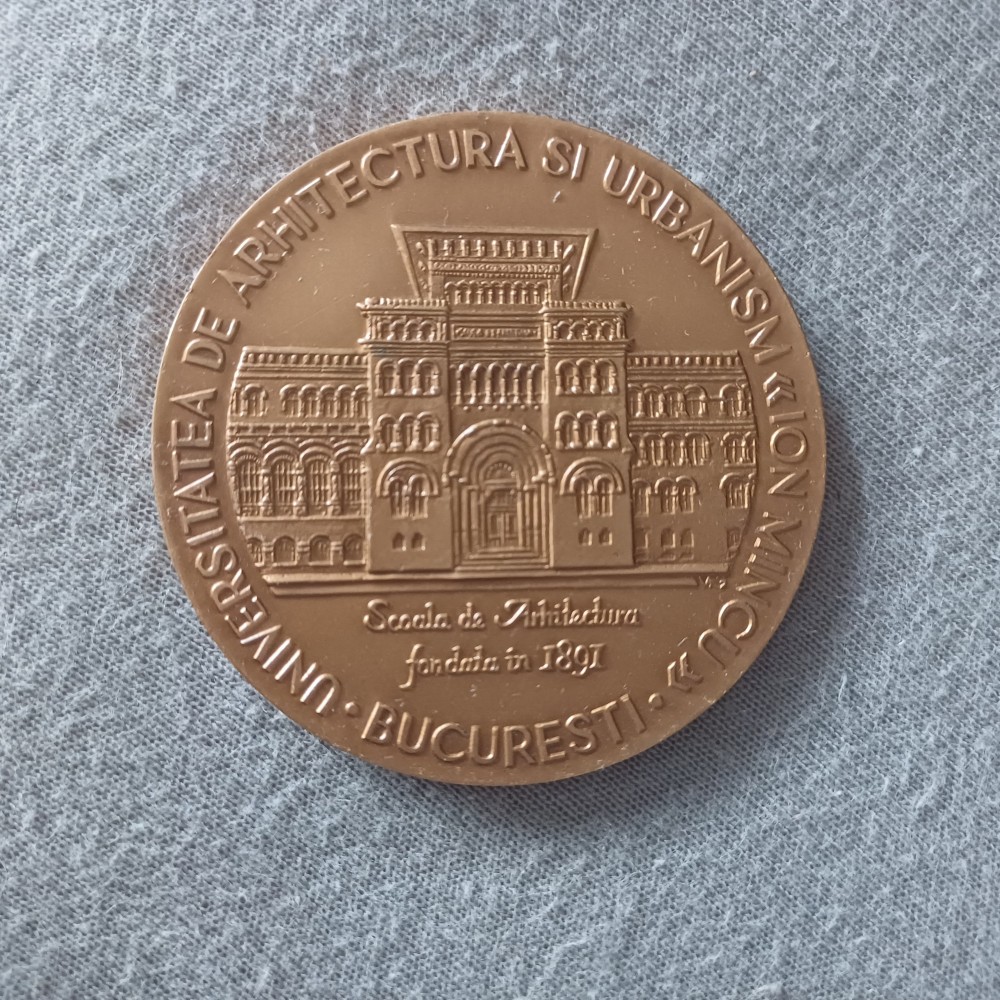 UNIVERSITATEA DE ARHITECTURA SI URBANISM «ION MINCU»
• BUCURESTI •
Scoala de Arhitectura
fondata in 1891